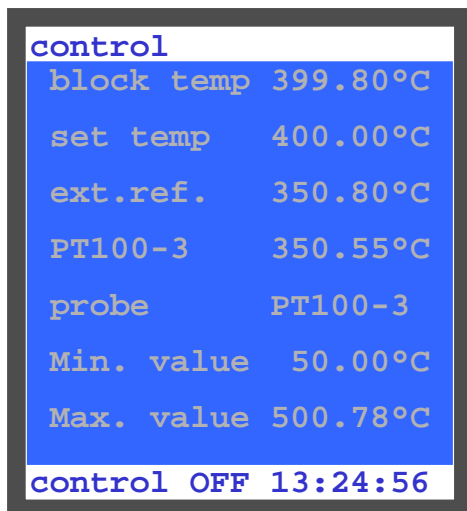 control
block temp 399.80°C
set temp 400.00°C
ext.ref. 350.80°C
PT100-3 350.55°C
probe PT100-3
Min. value 50.00°C
Max. value 500.78°C
control OFF 13:24:56